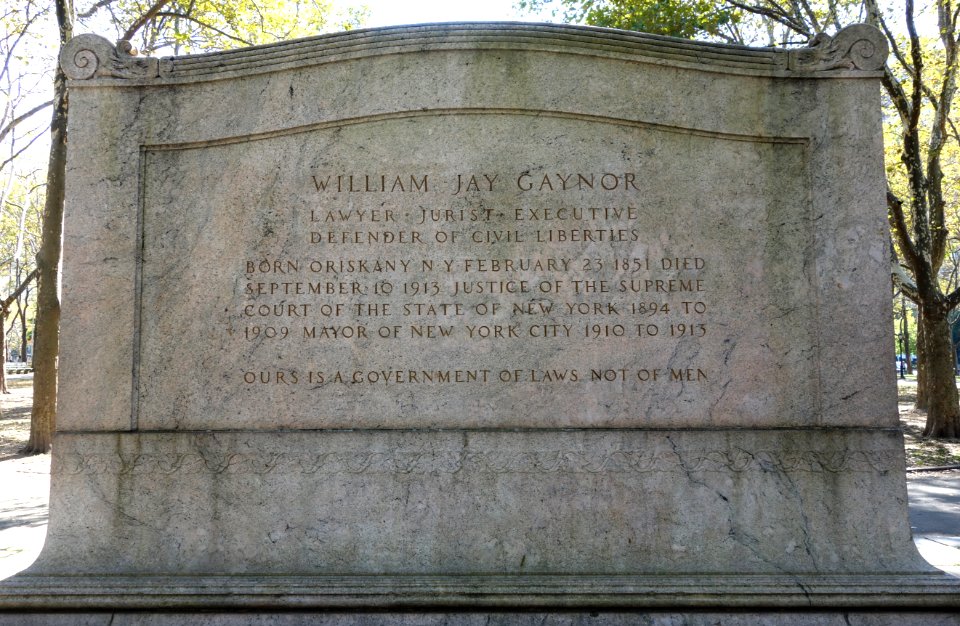 WILLIAM JAY GAYNOR
LAWYER · JURIST · EXECUTIVE
DEFENDER OF CIVIL LIBERTIES
BORN ORISKANY N·Y·FEBRUARY 23 1851 DIED
SEPTEMBER 10 1913 JUSTICE OF THE SUPREME
COURT OF THE STATE OF NEW YORK 1894 TO
1909 MAYOR OF NEW YORK CITY 1910 TO 1913
OURS IS A GOVERNMENT OF LAWS NOT OF MEN